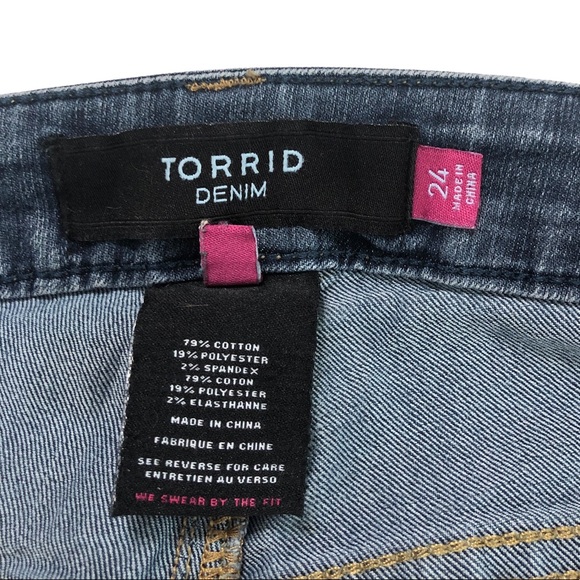 TORRID
DENIM
24
MADE IN
CHINA
79% COTTON
19% POLYESTER
2% SPANDEX
79% COTON
19% POLYESTER
2% ELASTHANNE
MADE IN CHINA
FABRIQUE EN CHINE
SEE REVERSE FOR CARE
ENTRETIEN AU VERSO
WE SWEAR BY THE FIT